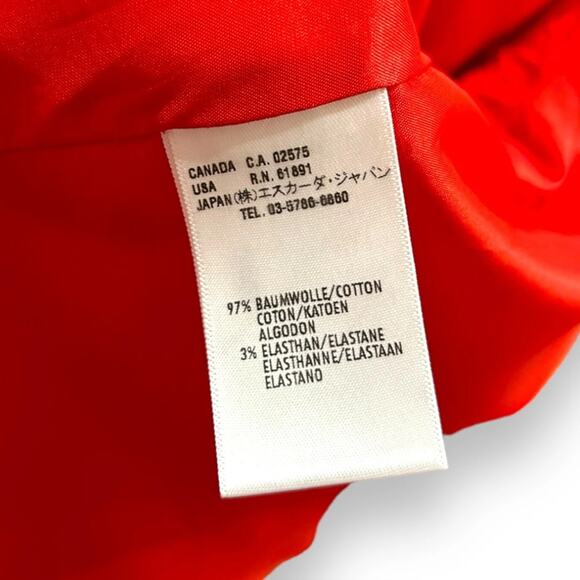 CANADA C.A. 02575
USA R.N. 61891
JAPAN(株)エスカーダ・ジャパン
TEL. 03-5786-6860
97% BAUMWOLLE/COTTON
COTON/KATOEN
ALGODON
3% ELASTHAN/ELASTANE
ELASTHANNE/ELASTAAN
ELASTANO